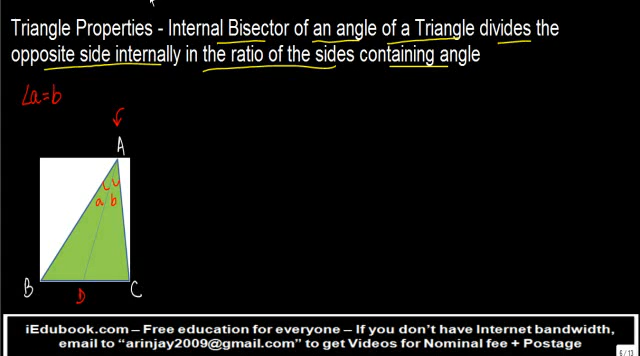 Triangle Properties - Internal Bisector of an angle of a Triangle divides the
opposite side internally in the ratio of the sides containing angle
∠a=b
A
a b
B D C
iEdubook.com – Free education for everyone – If you don't have Internet bandwidth,
email to "arinjay2009@gmail.com" to get Videos for Nominal fee + Postage